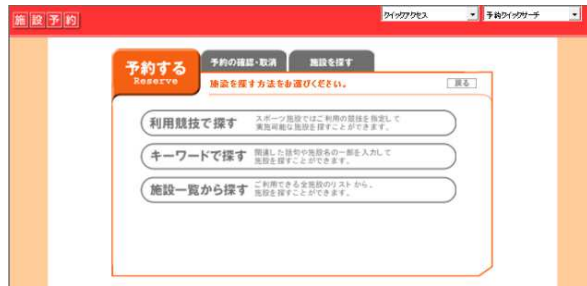 施設予約
クイックアクセス
予約クイックサーチ
予約する
Reserve
予約の確認・取消
施設を探す
施設を探す方法をお選びください。
戻る
利用競技で探す
スポーツ施設ではご利用の競技を指定して
実施可能な施設を探すことができます。
キーワードで探す
関連した語句や施設名の一部を入力して
施設を探すことができます。
施設一覧から探す
ご利用できる全施設のリストから、
施設を探すことができます。